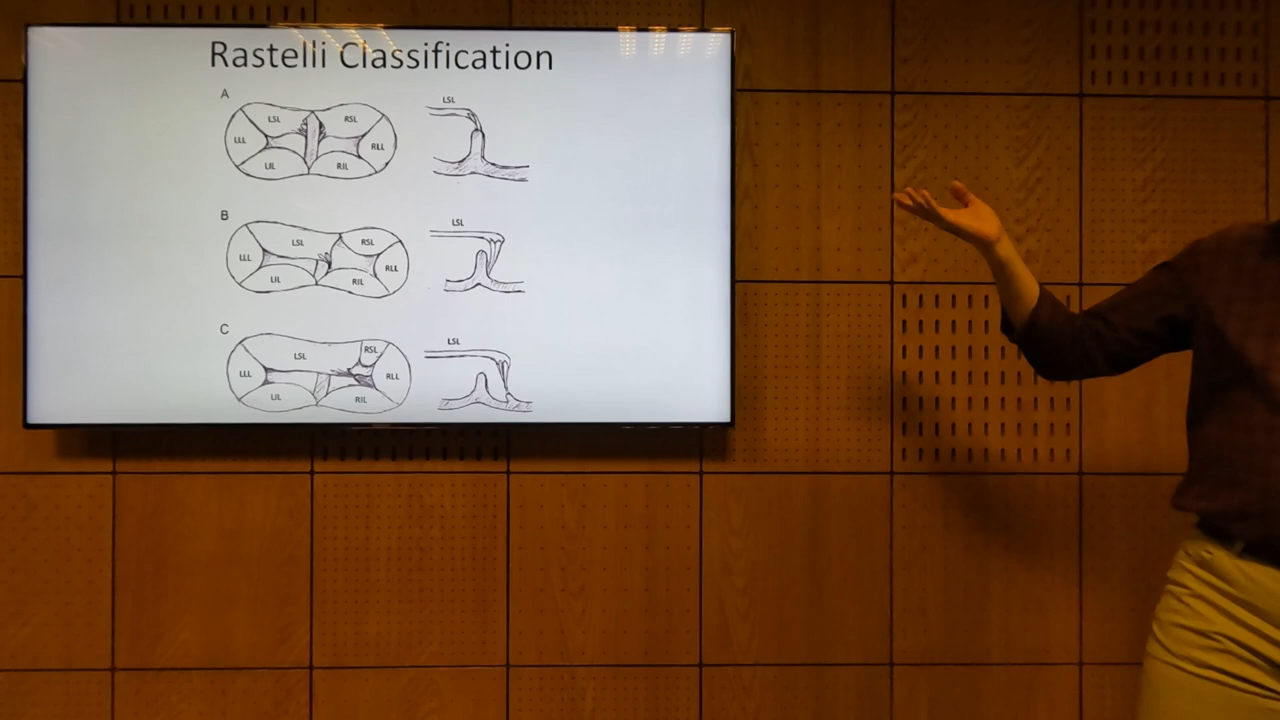 Rastelli Classification
A
LSL
LSL RSL
LLL RLL
LIL RIL
B
LSL
LSL RSL
LLL RLL
LIL RIL
C
LSL
LSL RSL
LLL RLL
LIL RIL